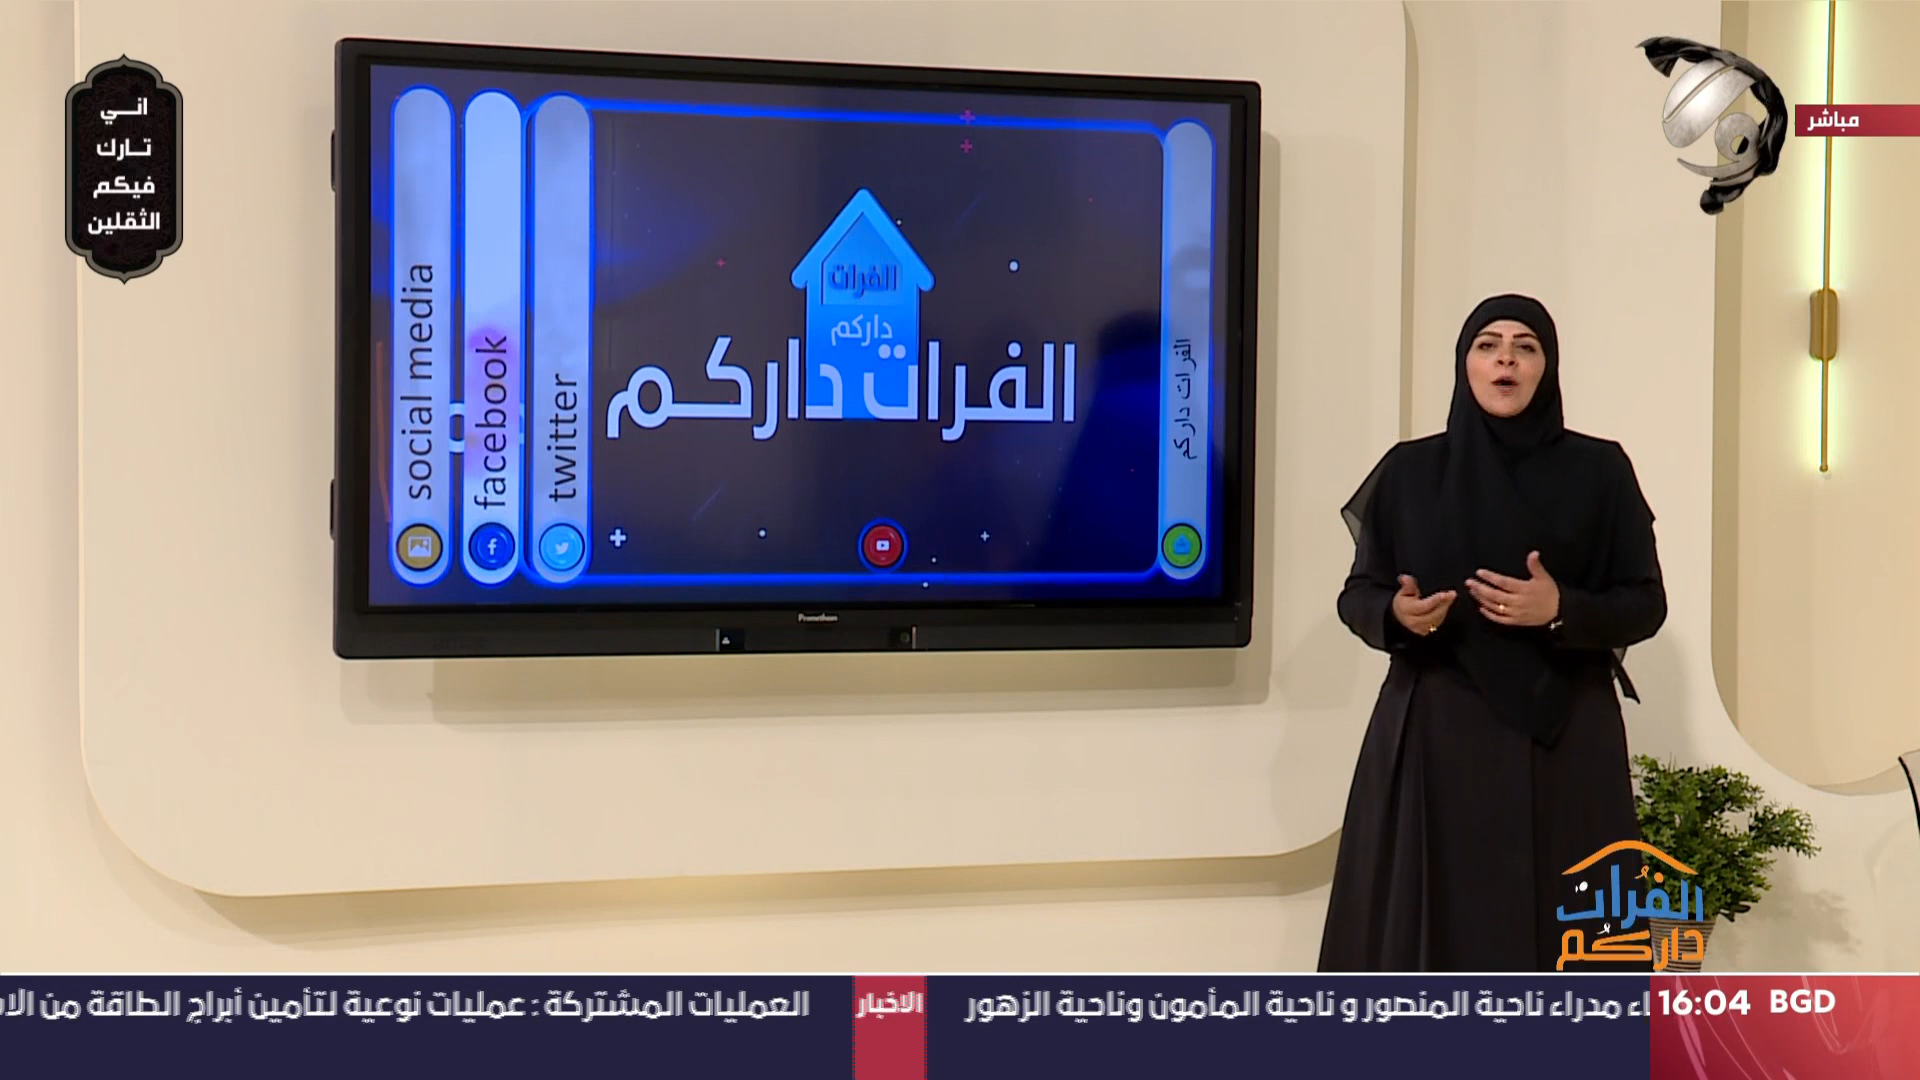 اني
تارك
فيكم
الثقلين
مباشر
social media
facebook
twitter
الفرات
داركم
الفرات داركم
الفرات داركم
Promethean
الفرات
داركم
مدراء ناحية المنصور و ناحية المأمون وناحية الزهور
الاخبار
العمليات المشتركة : عمليات نوعية لتأمين أبراج الطاقة من
16:04 BGD